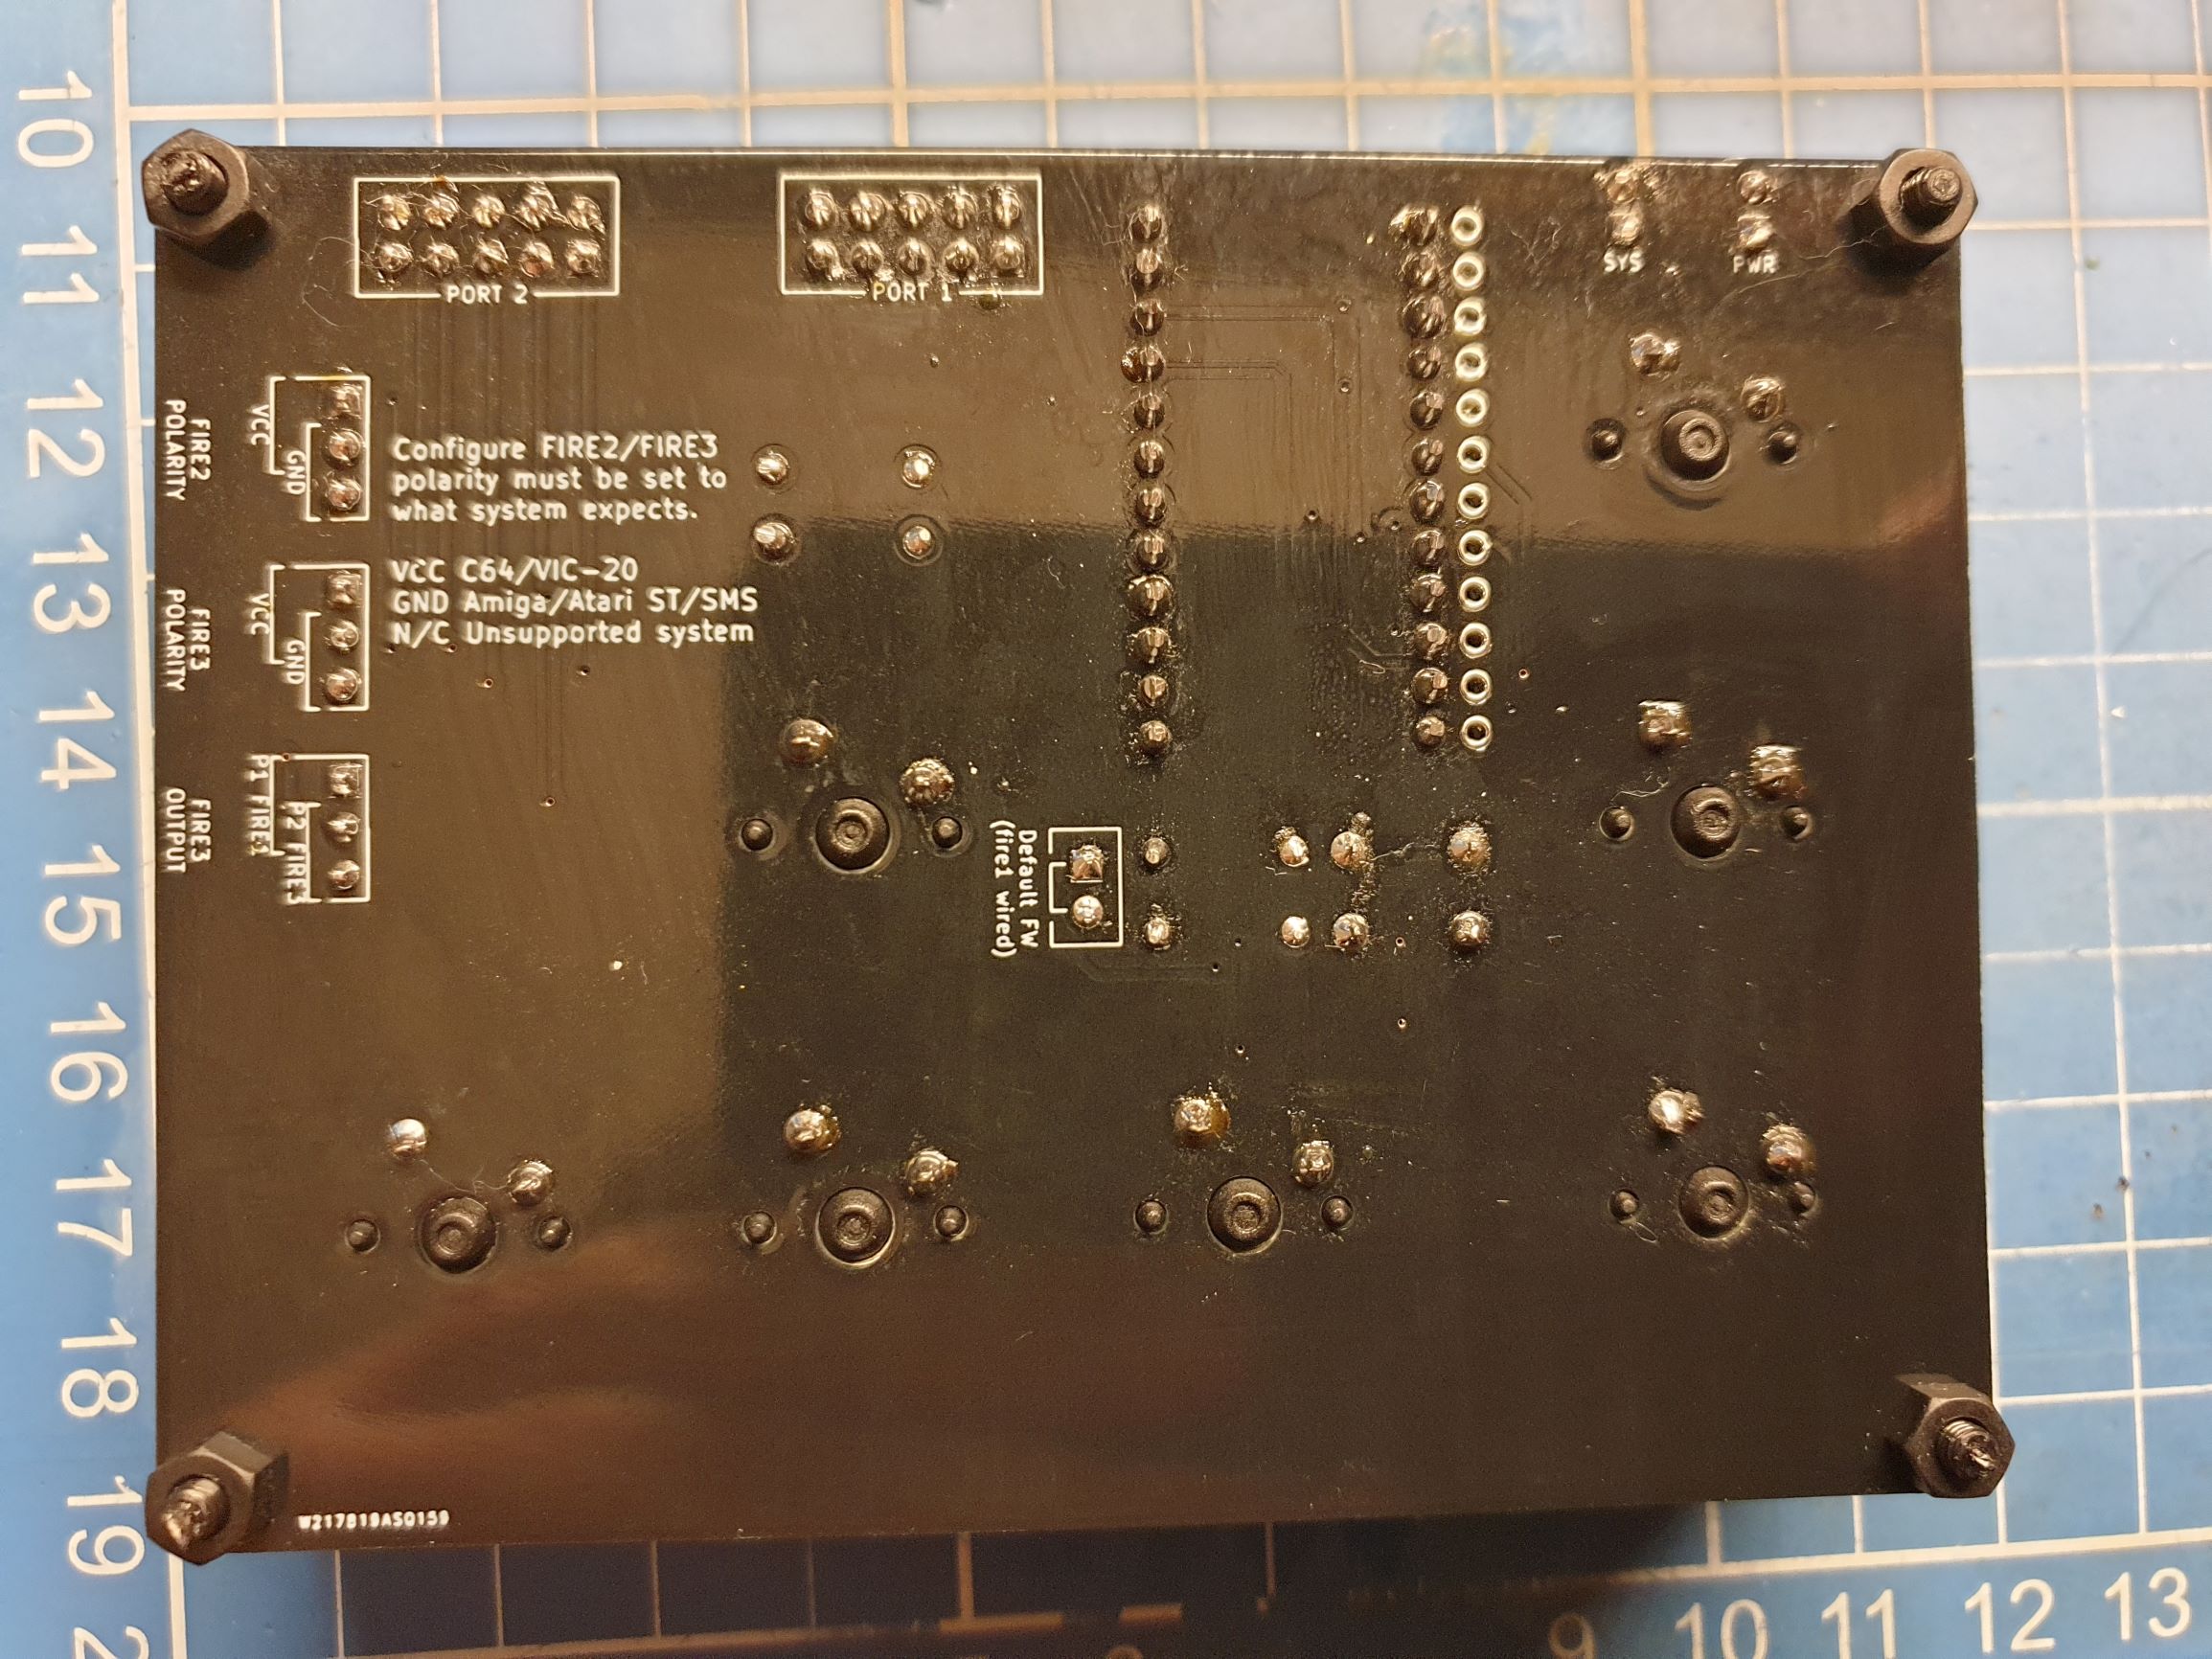 10
11
12
13
14
15
16
17
18
19
2
PORT 2
PORT 1
SYS
PWR
FIRE2
POLARITY
VCC
GND
Configure FIRE2/FIRE3
polarity must be set to
what system expects.
VCC C64/VIC-20
GND Amiga/Atari ST/SMS
N/C Unsupported system
FIRE3
POLARITY
VCC
GND
FIRE3
OUTPUT
P1 FIRE1
P2 FIRE3
Default FW
(fire1 wired)
W217819AS0159
9
10
11
12
13